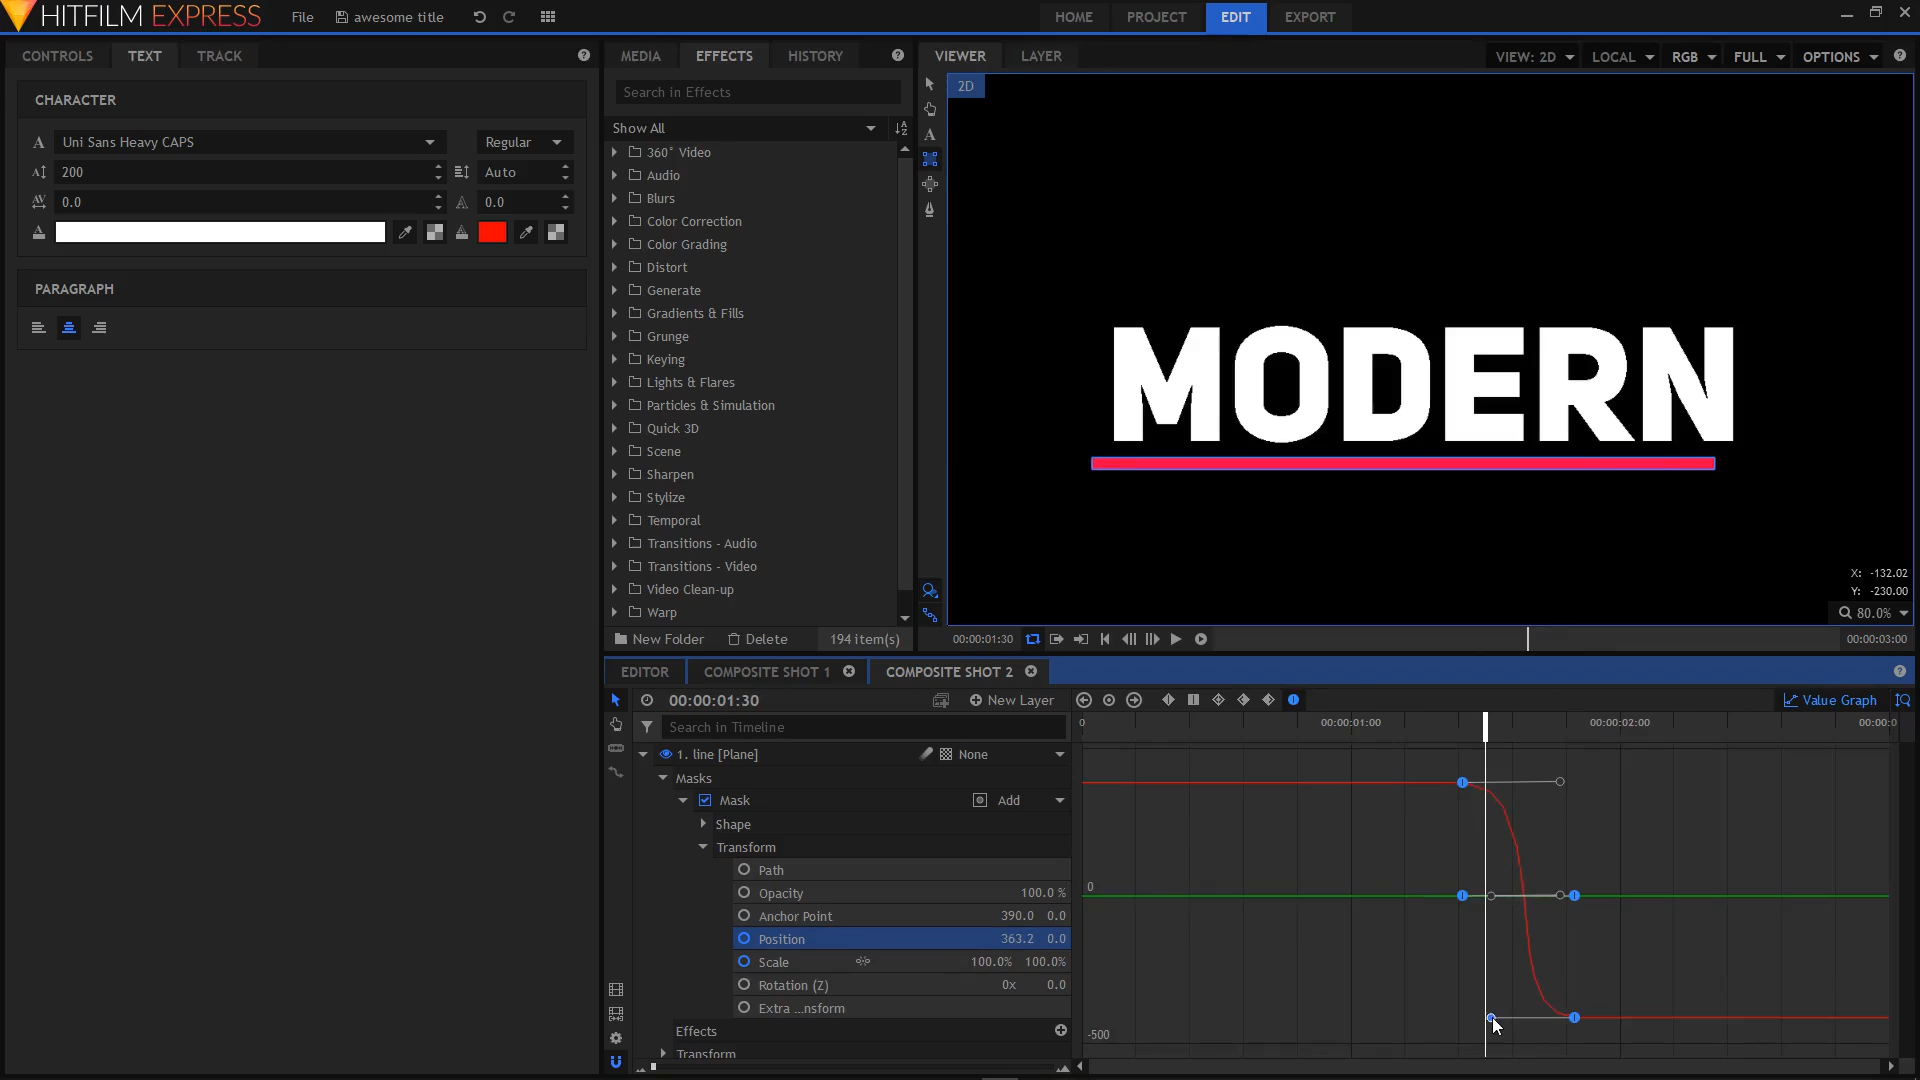 HITFILM EXPRESS
File
awesome title
HOME
PROJECT
EDIT
EXPORT
CONTROLS
TEXT
TRACK
CHARACTER
Uni Sans Heavy CAPS
Regular
200
Auto
0.0
0.0
PARAGRAPH
MEDIA
EFFECTS
HISTORY
Search in Effects
Show All
360° Video
Audio
Blurs
Color Correction
Color Grading
Distort
Generate
Gradients & Fills
Grunge
Keying
Lights & Flares
Particles & Simulation
Quick 3D
Scene
Sharpen
Stylize
Temporal
Transitions - Audio
Transitions - Video
Video Clean-up
Warp
New Folder
Delete
194 item(s)
VIEWER
LAYER
VIEW: 2D
LOCAL
RGB
FULL
OPTIONS
2D
MODERN
X: -132.02
Y: -230.00
80.0%
00:00:01:30
00:00:03:00
EDITOR
COMPOSITE SHOT 1
COMPOSITE SHOT 2
00:00:01:30
New Layer
Value Graph
Search in Timeline
0
00:00:01:00
00:00:02:00
00:00:0
1. line [Plane]
None
Masks
Mask
Add
Shape
Transform
Path
Opacity
100.0 %
Anchor Point
390.0 0.0
Position
363.2 0.0
Scale
100.0% 100.0%
Rotation (Z)
0x 0.0
Extra ...nsform
Effects
Transform
0
-500